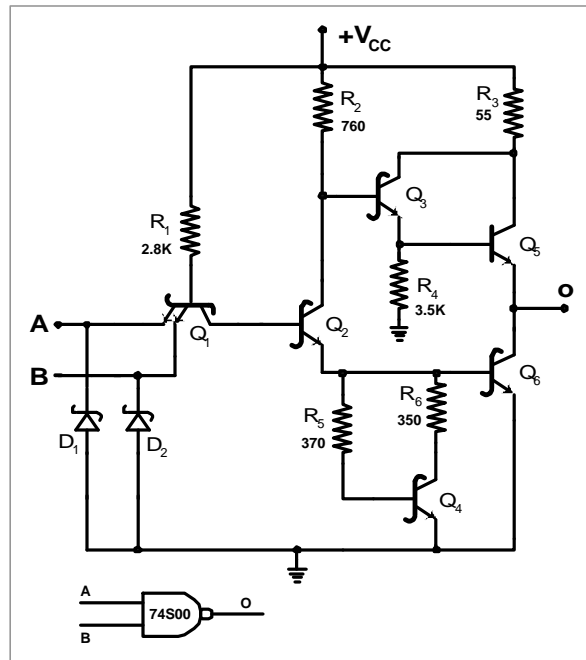 +VCC
R2
760
R3
55
R1
2.8K
Q3
Q5
R4
3.5K
O
A
Q1
Q2
B
Q6
R5
370
R6
350
D1
D2
Q4
A
B
74S00
O